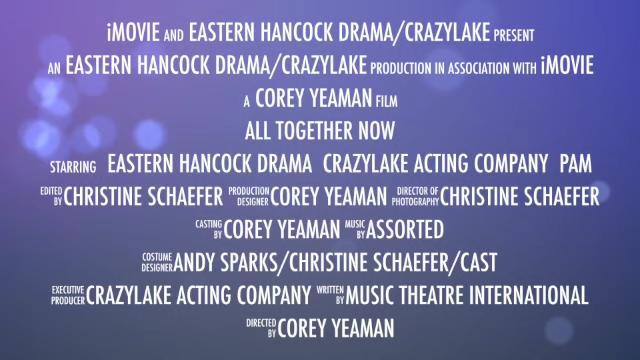 iMOVIE AND EASTERN HANCOCK DRAMA/CRAZYLAKE PRESENT
AN EASTERN HANCOCK DRAMA/CRAZYLAKE PRODUCTION IN ASSOCIATION WITH iMOVIE
A COREY YEAMAN FILM
ALL TOGETHER NOW
STARRING EASTERN HANCOCK DRAMA CRAZYLAKE ACTING COMPANY PAM
EDITED BY CHRISTINE SCHAEFER PRODUCTION DESIGNER COREY YEAMAN DIRECTOR OF PHOTOGRAPHY CHRISTINE SCHAEFER
CASTING BY COREY YEAMAN MUSIC BY ASSORTED
COSTUME DESIGNER ANDY SPARKS/CHRISTINE SCHAEFER/CAST
EXECUTIVE PRODUCER CRAZYLAKE ACTING COMPANY WRITTEN BY MUSIC THEATRE INTERNATIONAL
DIRECTED BY COREY YEAMAN